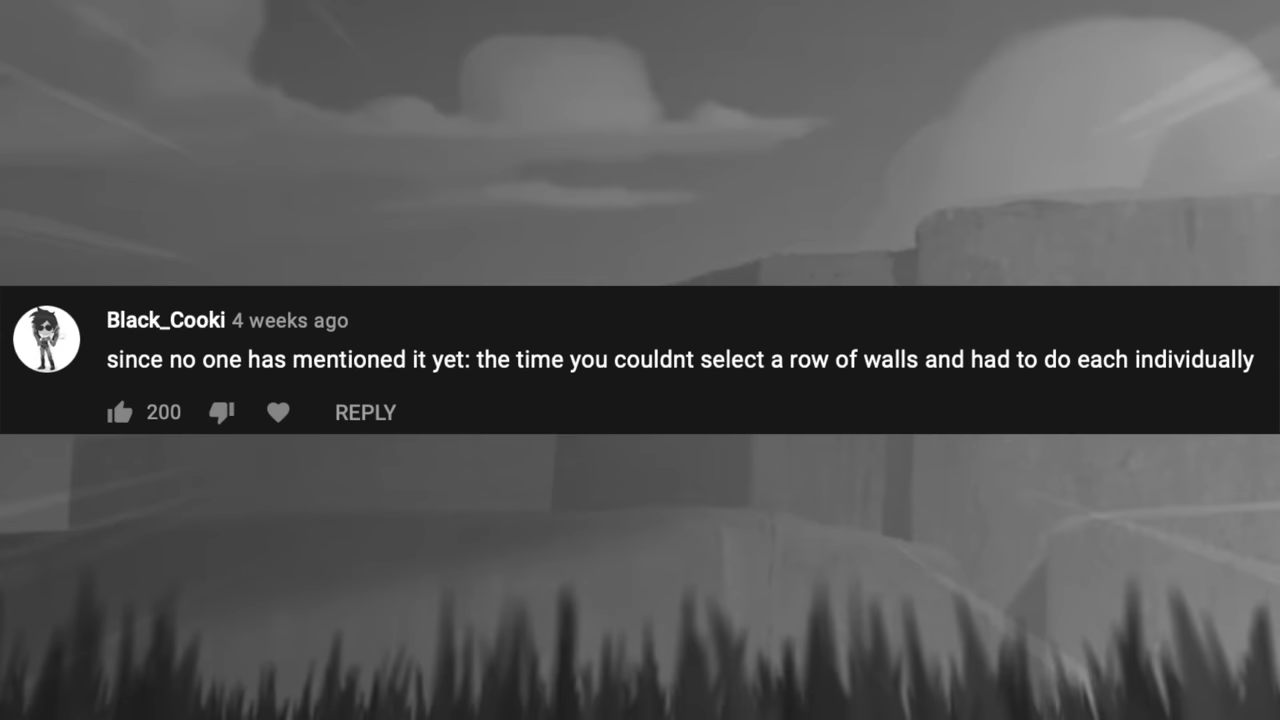 Black_Cooki 4 weeks ago
since no one has mentioned it yet: the time you couldnt select a row of walls and had to do each individually
200 REPLY